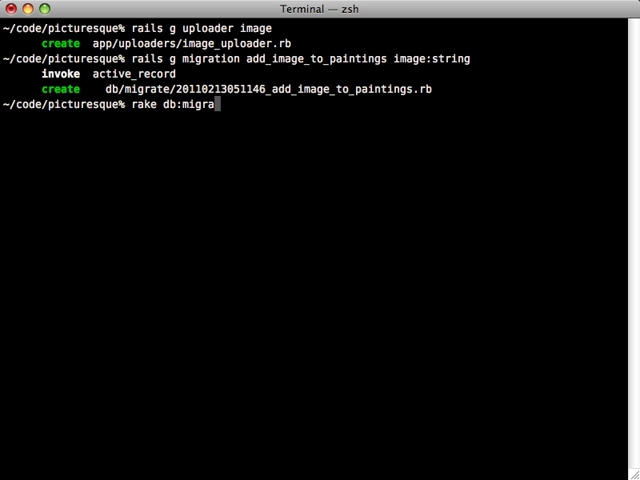 Terminal — zsh
~/code/picturesque% rails g uploader image
create app/uploaders/image_uploader.rb
~/code/picturesque% rails g migration add_image_to_paintings image:string
invoke active_record
create db/migrate/20110213051146_add_image_to_paintings.rb
~/code/picturesque% rake db:migra